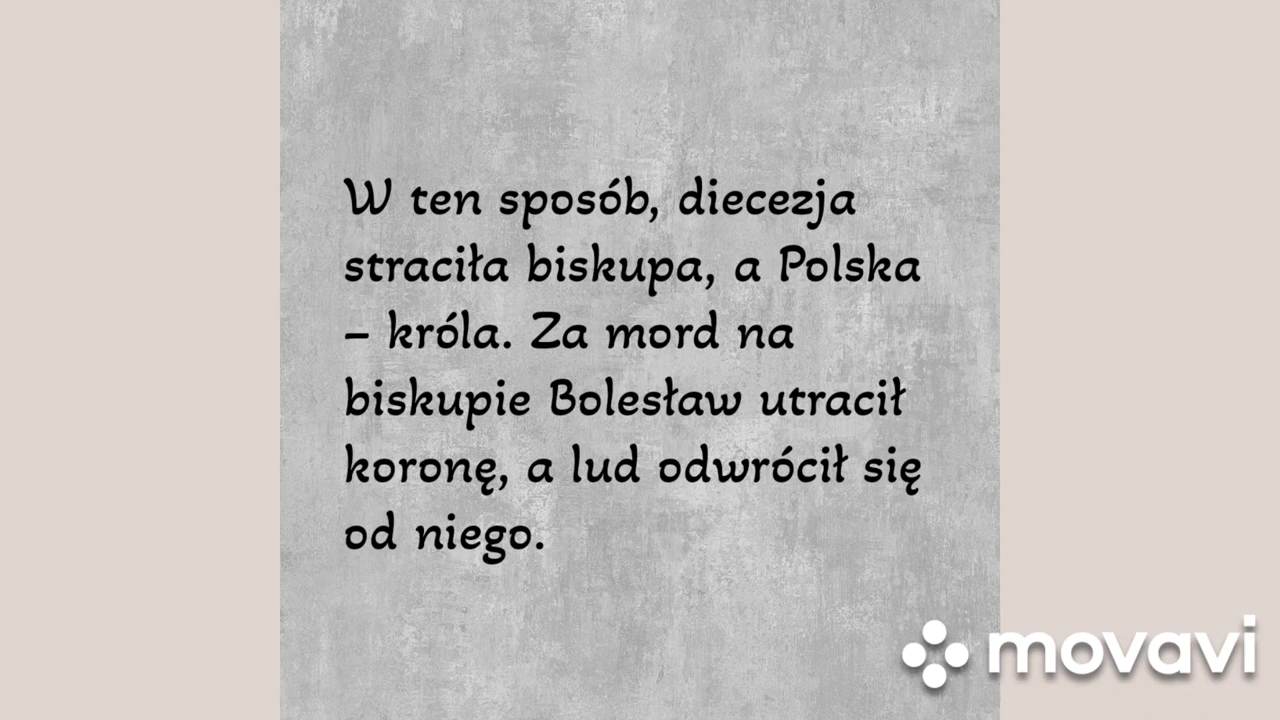 W ten sposób, diecezja
straciła biskupa, a Polska
– króla. Za mord na
biskupie Bolesław utracił
koronę, a lud odwrócił się
od niego.
movavi